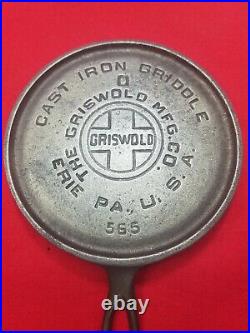 CAST IRON GRIDDLE
0
THE GRISWOLD MFG. CO.
GRISWOLD
ERIE PA., U. S. A.
565